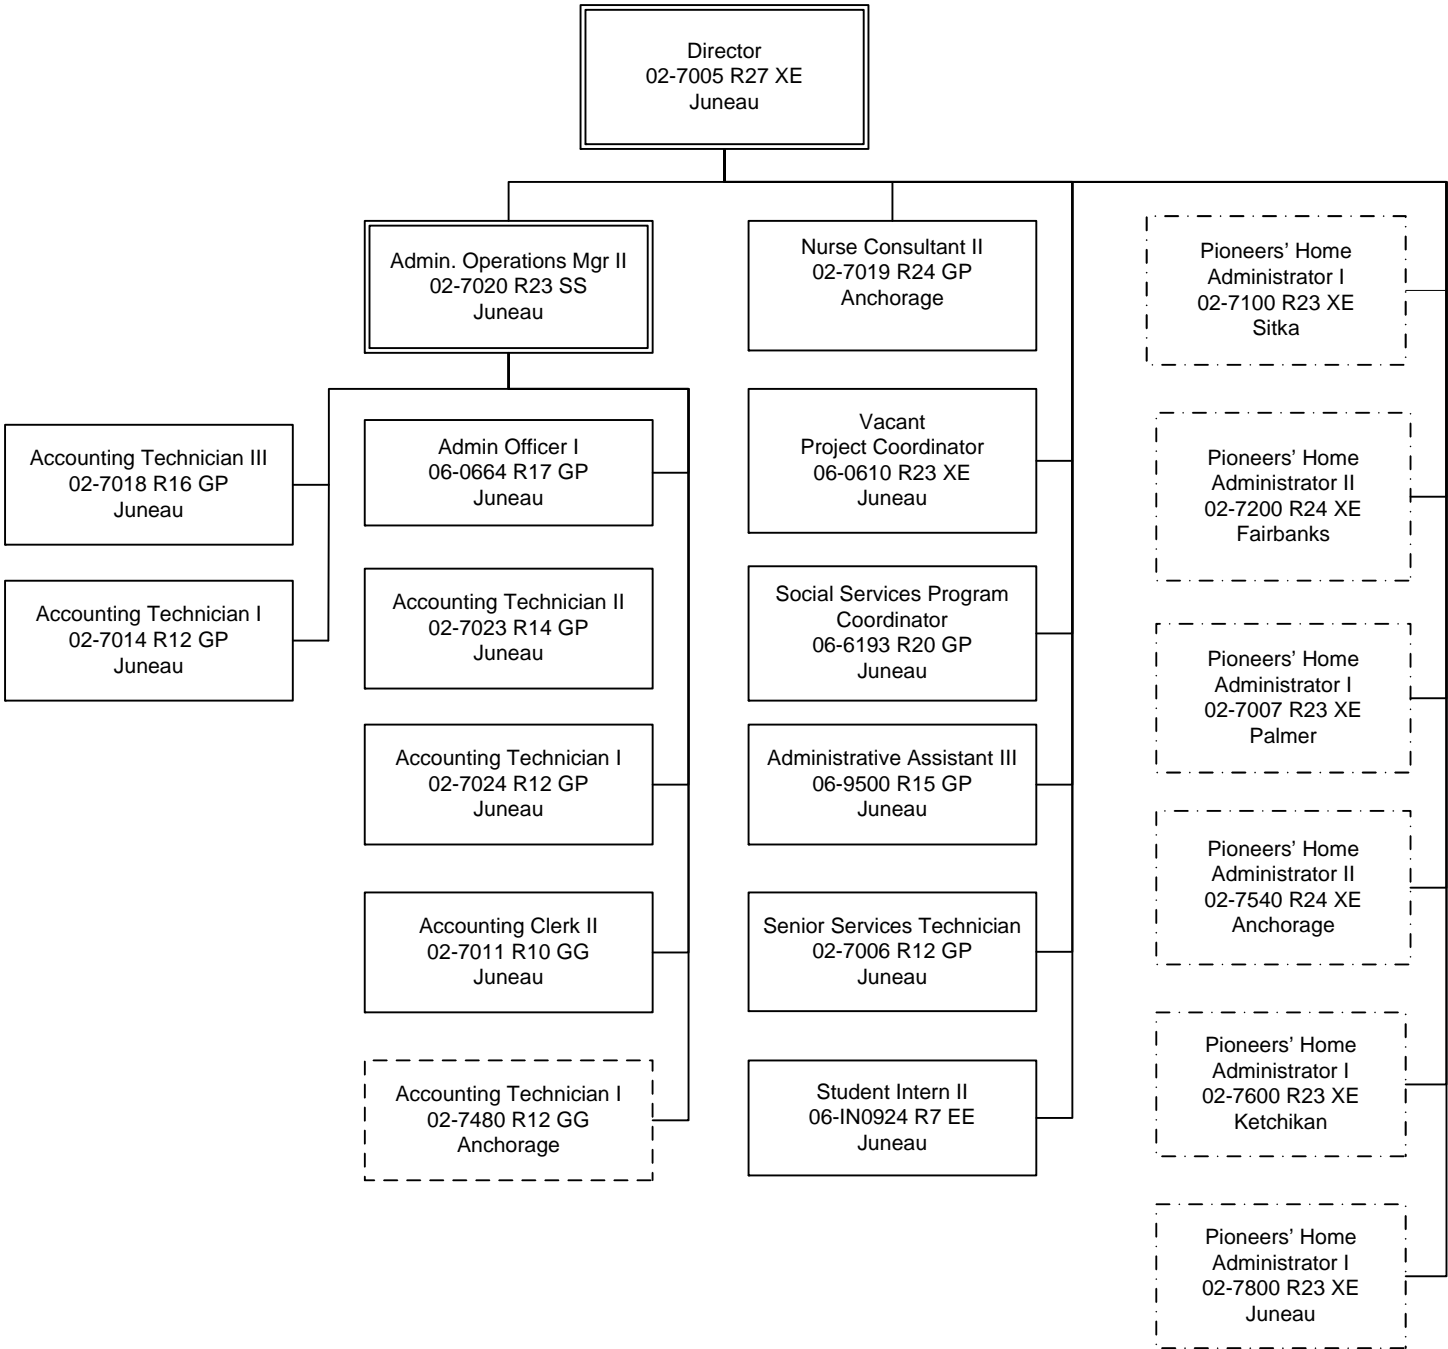 Director
02-7005 R27 XE
Juneau
Admin. Operations Mgr II
02-7020 R23 SS
Juneau
Nurse Consultant II
02-7019 R24 GP
Anchorage
Pioneers' Home
Administrator I
02-7100 R23 XE
Sitka
Accounting Technician III
02-7018 R16 GP
Juneau
Admin Officer I
06-0664 R17 GP
Juneau
Vacant
Project Coordinator
06-0610 R23 XE
Juneau
Pioneers' Home
Administrator II
02-7200 R24 XE
Fairbanks
Accounting Technician I
02-7014 R12 GP
Juneau
Accounting Technician II
02-7023 R14 GP
Juneau
Social Services Program
Coordinator
06-6193 R20 GP
Juneau
Pioneers' Home
Administrator I
02-7007 R23 XE
Palmer
Accounting Technician I
02-7024 R12 GP
Juneau
Administrative Assistant III
06-9500 R15 GP
Juneau
Pioneers' Home
Administrator II
02-7540 R24 XE
Anchorage
Accounting Clerk II
02-7011 R10 GG
Juneau
Senior Services Technician
02-7006 R12 GP
Juneau
Pioneers' Home
Administrator I
02-7600 R23 XE
Ketchikan
Accounting Technician I
02-7480 R12 GG
Anchorage
Student Intern II
06-IN0924 R7 EE
Juneau
Pioneers' Home
Administrator I
02-7800 R23 XE
Juneau